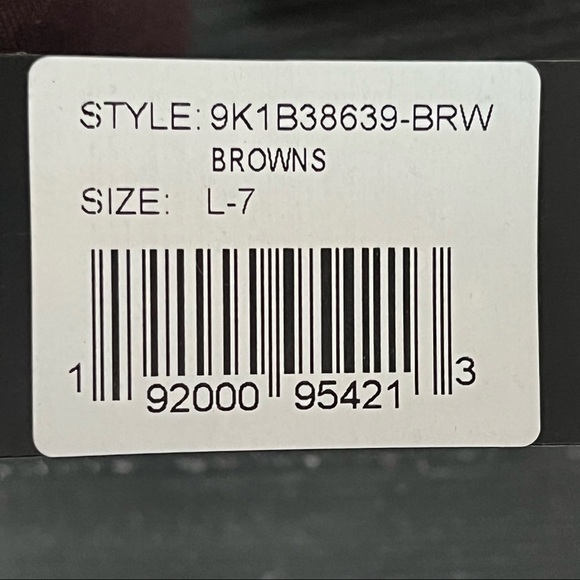 STYLE: 9K1B38639-BRW
BROWNS
SIZE: L-7
1 92000 95421 3